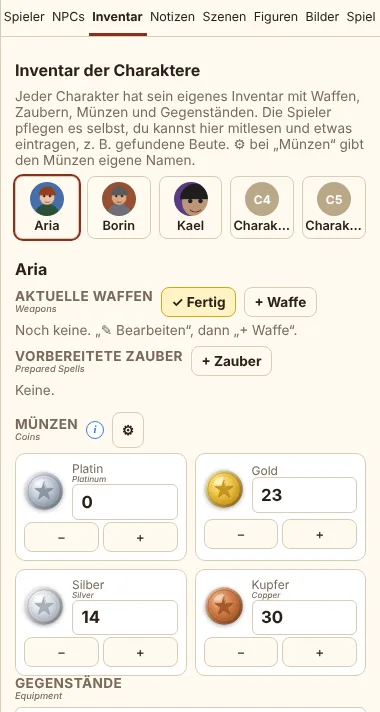 Spieler NPCs Inventar Notizen Szenen Figuren Bilder Spiel
Inventar der Charaktere
Jeder Charakter hat sein eigenes Inventar mit Waffen,
Zaubern, Münzen und Gegenständen. Die Spieler
pflegen es selbst, du kannst hier mitlesen und etwas
eintragen, z. B. gefundene Beute. ⚙ bei „Münzen“ gibt
den Münzen eigene Namen.
Aria Borin Kael C4 Charak... C5 Charak...
Aria
AKTUELLE WAFFEN
Weapons
✓ Fertig + Waffe
Noch keine. „✎ Bearbeiten“, dann „+ Waffe“.
VORBEREITETE ZAUBER
Prepared Spells
+ Zauber
Keine.
MÜNZEN
Coins
i ⚙
Platin
Platinum
0
− +
Gold
23
− +
Silber
Silver
14
− +
Kupfer
Copper
30
− +
GEGENSTÄNDE
Equipment